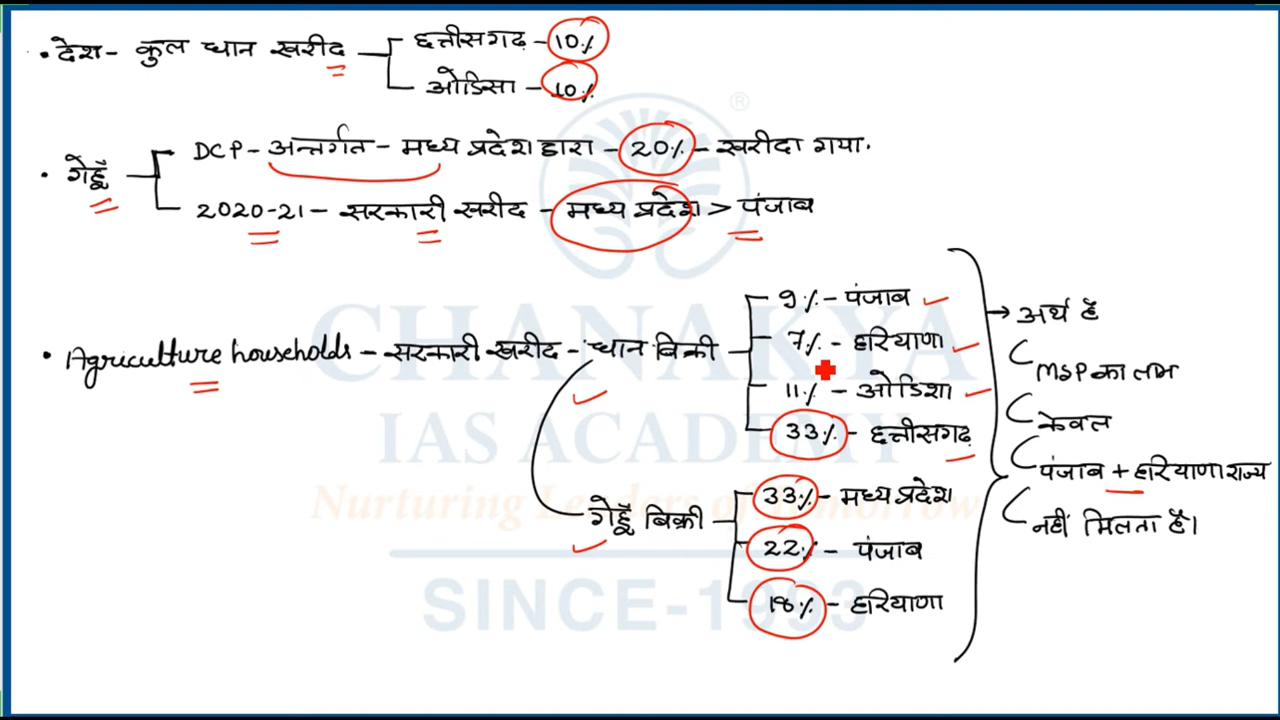 • देश - कुल धान खरीद
छत्तीसगढ़ - 10%
ओडिसा - 10%
• गेहूँ
DCP - अन्तर्गत - मध्य प्रदेश द्वारा - 20% - खरीदा गया.
2020-21 - सरकारी खरीद - मध्य प्रदेश > पंजाब
• Agriculture households - सरकारी खरीद - धान बिक्री
9% - पंजाब
7% - हरियाणा
11% - ओडिशा
33% - छत्तीसगढ़
गेहूँ बिक्री
33% - मध्य प्रदेश
22% - पंजाब
18% - हरियाणा
→ अर्थ है
MSP का लाभ
केवल
पंजाब + हरियाणा राज्य
नहीं मिलता है।
®
CHANAKYA
IAS ACADEMY
Nurturing Leaders of Tomorrow
SINCE-1993